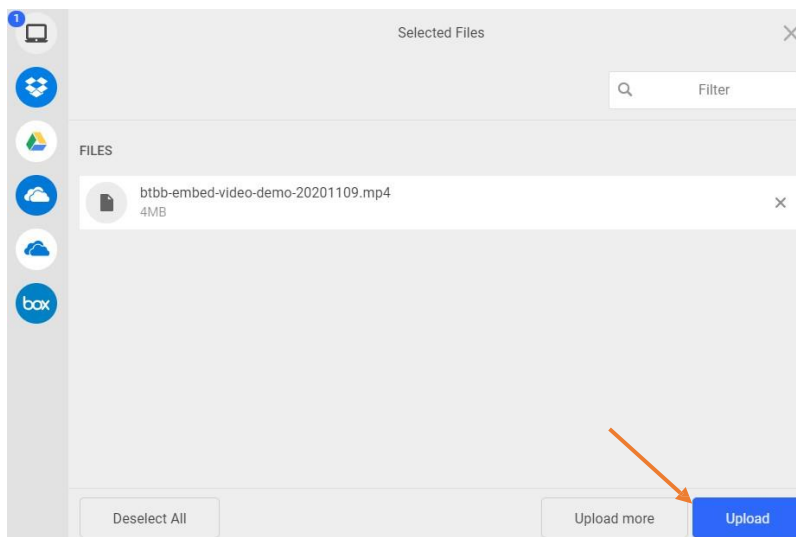 1
Selected Files
Filter
FILES
btbb-embed-video-demo-20201109.mp4
4MB
box
Deselect All
Upload more
Upload